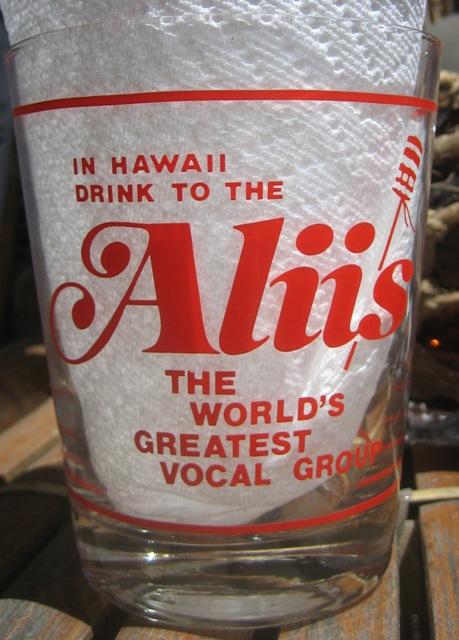 IN HAWAII
DRINK TO THE
Aliis
THE
WORLD'S
GREATEST
VOCAL GROUP